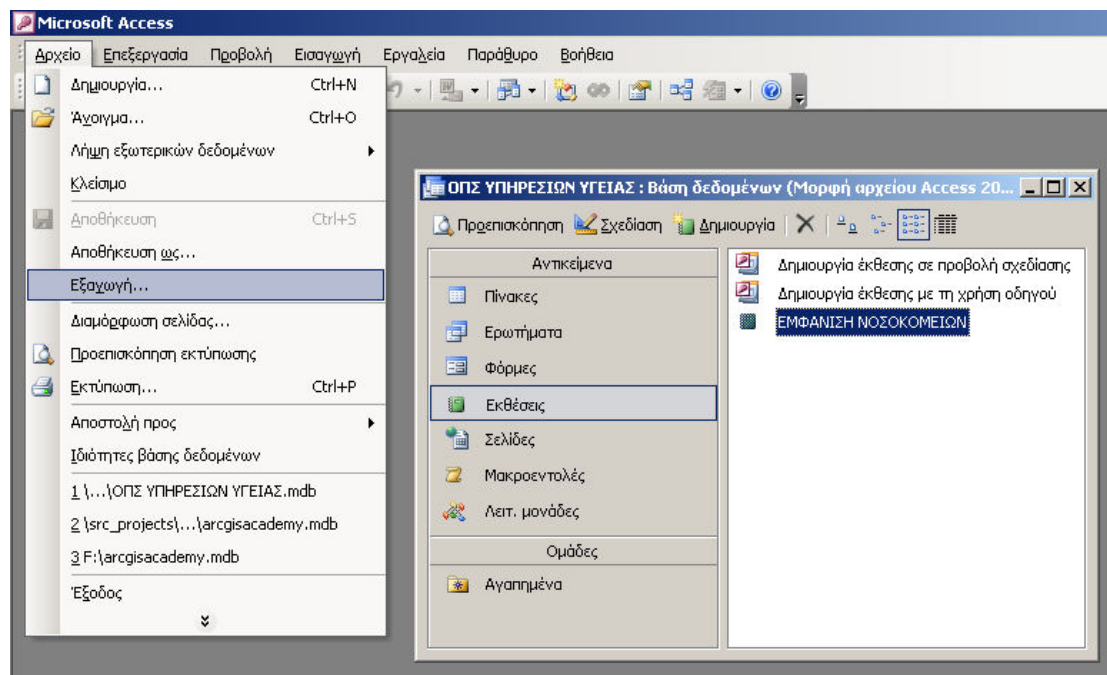 Microsoft Access
Αρχείο Επεξεργασία Προβολή Εισαγωγή Εργαλεία Παράθυρο Βοήθεια
Δημιουργία... Ctrl+N
Άνοιγμα... Ctrl+O
Λήψη εξωτερικών δεδομένων
Κλείσιμο
Αποθήκευση Ctrl+S
Αποθήκευση ως...
Εξαγωγή...
Διαμόρφωση σελίδας...
Προεπισκόπηση εκτύπωσης
Εκτύπωση... Ctrl+P
Αποστολή προς
Ιδιότητες βάσης δεδομένων
1 \...\ΟΠΣ ΥΠΗΡΕΣΙΩΝ ΥΓΕΙΑΣ.mdb
2 \src_projects\...\arcgisacademy.mdb
3 F:\arcgisacademy.mdb
Έξοδος
ΟΠΣ ΥΠΗΡΕΣΙΩΝ ΥΓΕΙΑΣ : Βάση δεδομένων (Μορφή αρχείου Access 20...
Προεπισκόπηση Σχεδίαση Δημιουργία
Αντικείμενα
Πίνακες
Ερωτήματα
Φόρμες
Εκθέσεις
Σελίδες
Μακροεντολές
Λειτ. μονάδες
Ομάδες
Αγαπημένα
Δημιουργία έκθεσης σε προβολή σχεδίασης
Δημιουργία έκθεσης με τη χρήση οδηγού
ΕΜΦΑΝΙΣΗ ΝΟΣΟΚΟΜΕΙΩΝ